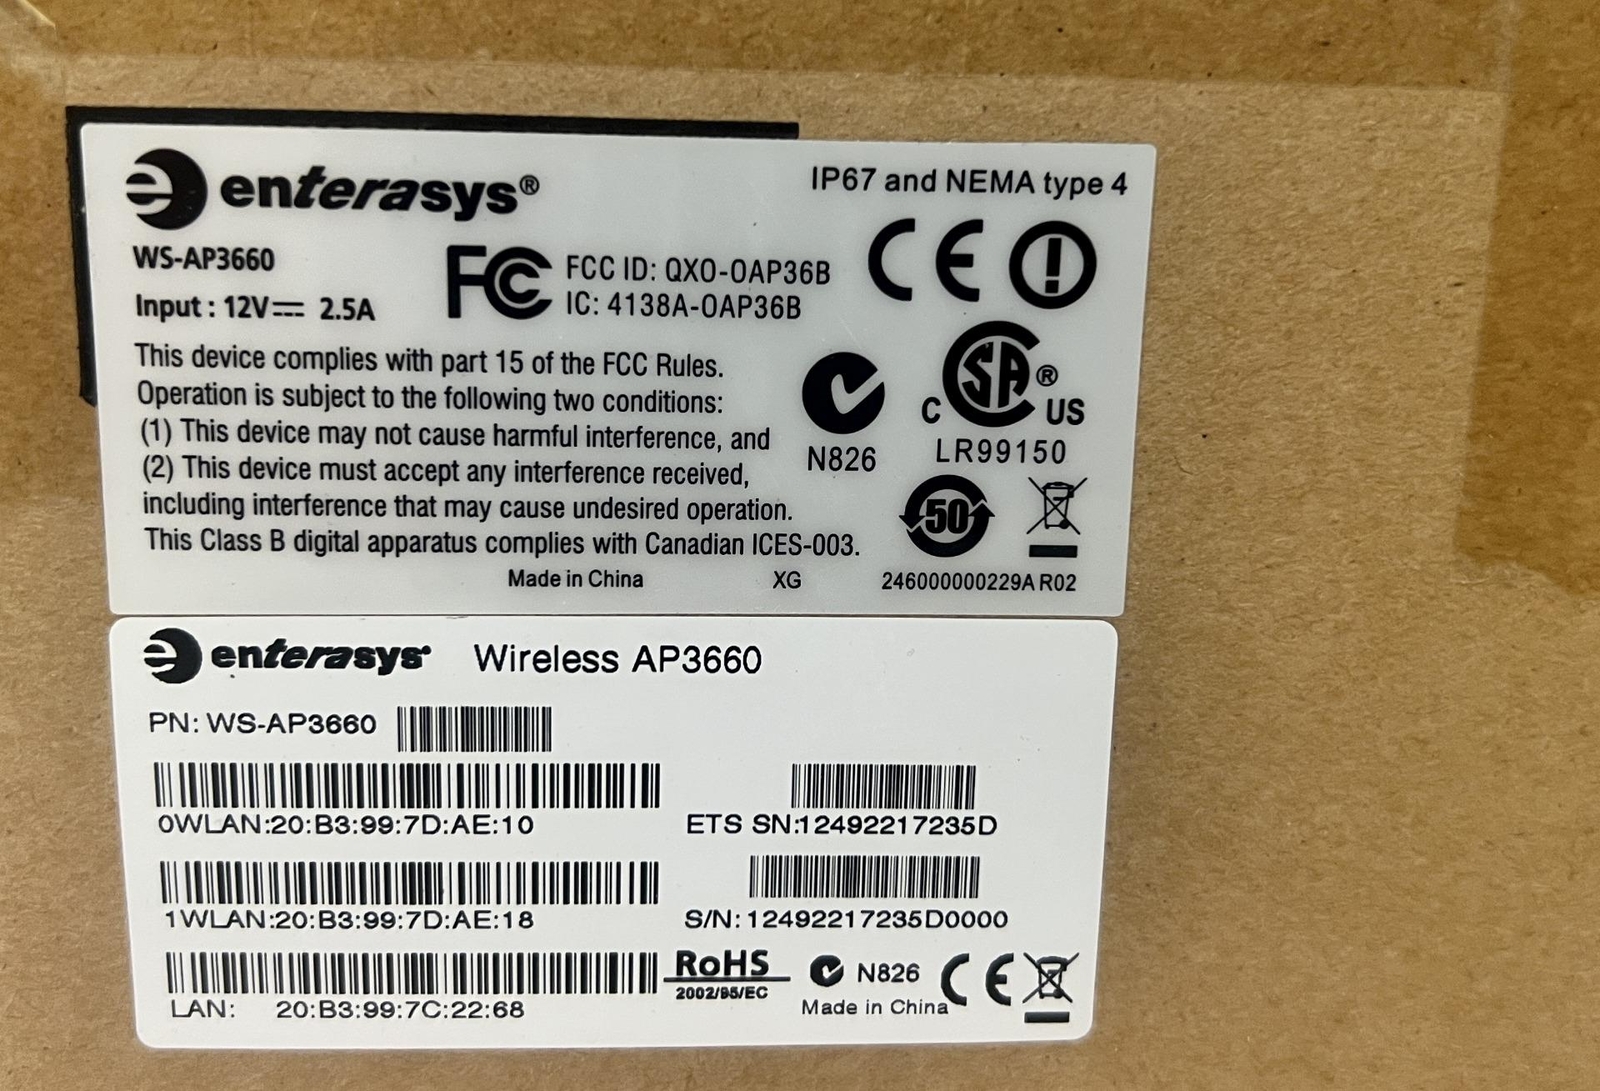 enterasys®
IP67 and NEMA type 4
WS-AP3660
Input : 12V⎓ 2.5A
FC
FCC ID: QXO-OAP36B
IC: 4138A-OAP36B
CE
This device complies with part 15 of the FCC Rules.
Operation is subject to the following two conditions:
(1) This device may not cause harmful interference, and
(2) This device must accept any interference received,
including interference that may cause undesired operation.
This Class B digital apparatus complies with Canadian ICES-003.
N826
C SA® US
LR99150
50
Made in China XG 246000000229A R02
enterasys Wireless AP3660
PN: WS-AP3660
0WLAN:20:B3:99:7D:AE:10
ETS SN:12492217235D
1WLAN:20:B3:99:7D:AE:18
S/N: 12492217235D0000
LAN: 20:B3:99:7C:22:68
RoHS
2002/95/EC
N826
CE
Made in China